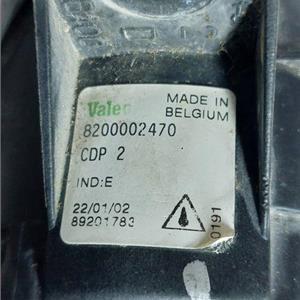 Valeo
MADE IN
BELGIUM
8200002470
CDP 2
IND:E
22/01/02
89201783
0191